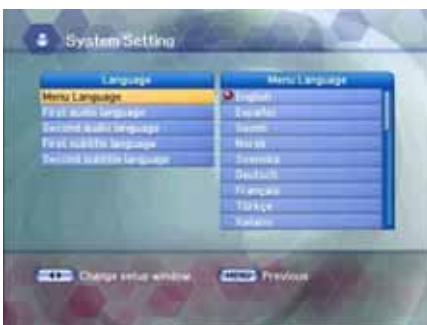 System Setting
Language
Menu Language
First audio language
Second audio language
First subtitle language
Second subtitle language
Menu Language
English
Español
Suomi
Norsk
Svenska
Deutsch
Français
Türkçe
Italiano
Change setup window
MENU Previous